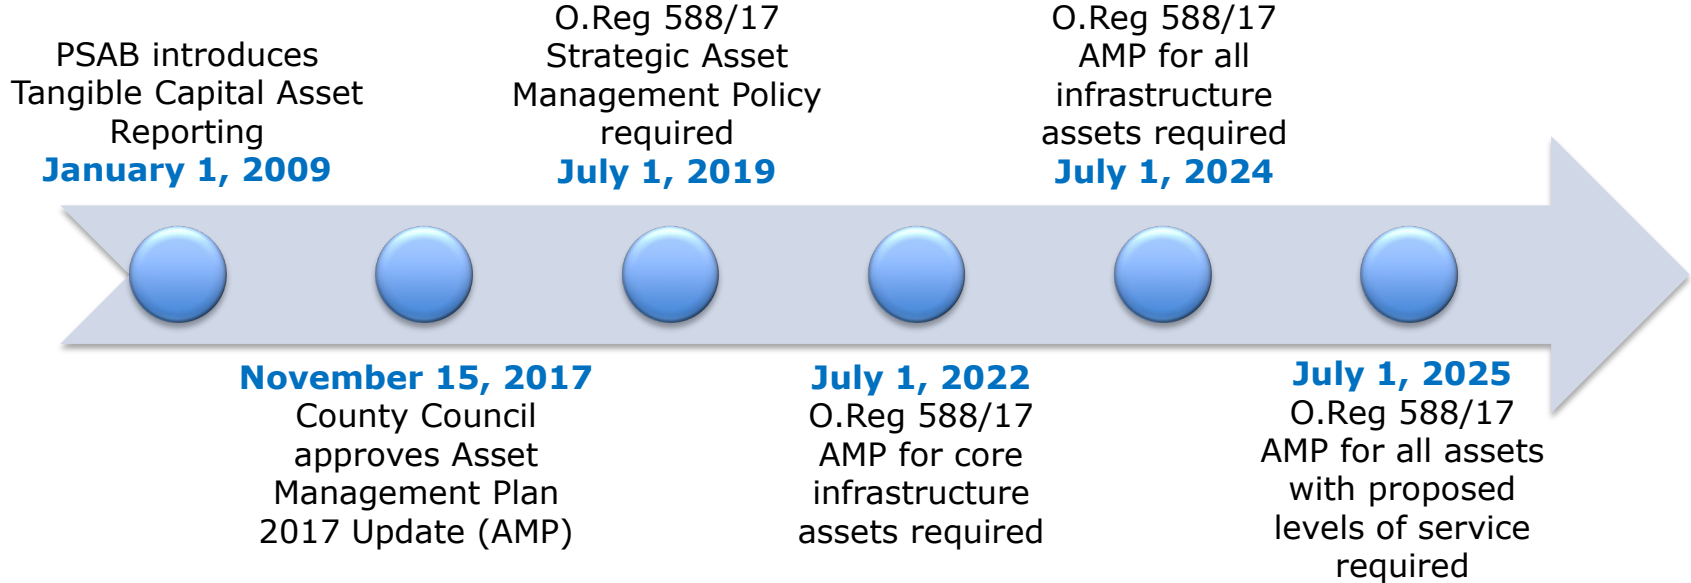 PSAB introduces
Tangible Capital Asset
Reporting
January 1, 2009
O.Reg 588/17
Strategic Asset
Management Policy
required
July 1, 2019
O.Reg 588/17
AMP for all
infrastructure
assets required
July 1, 2024
November 15, 2017
County Council
approves Asset
Management Plan
2017 Update (AMP)
July 1, 2022
O.Reg 588/17
AMP for core
infrastructure
assets required
July 1, 2025
O.Reg 588/17
AMP for all assets
with proposed
levels of service
required